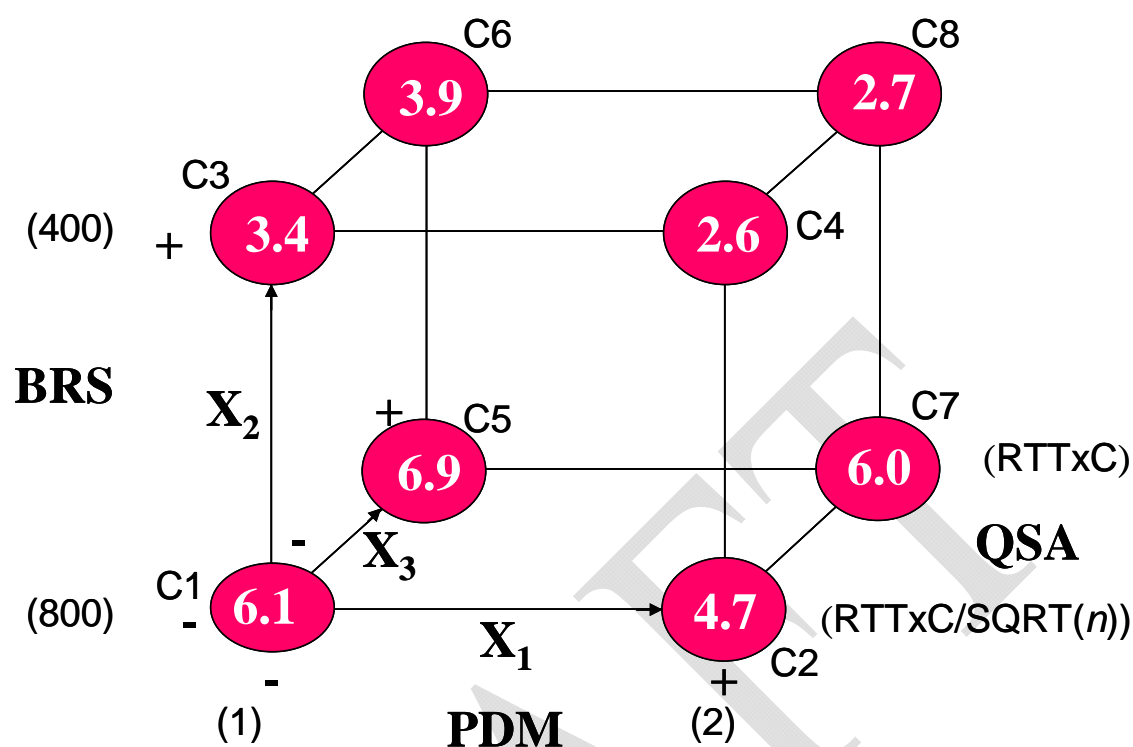 C6
C8
3.9
2.7
C3
(400)
+
3.4
2.6
C4
BRS
X2
+
C5
C7
6.9
6.0
(RTTxC)
-
X3
QSA
C1
(800)
-
6.1
4.7
(RTTxC/SQRT(n))
X1
C2
-
+
(1)
PDM
(2)